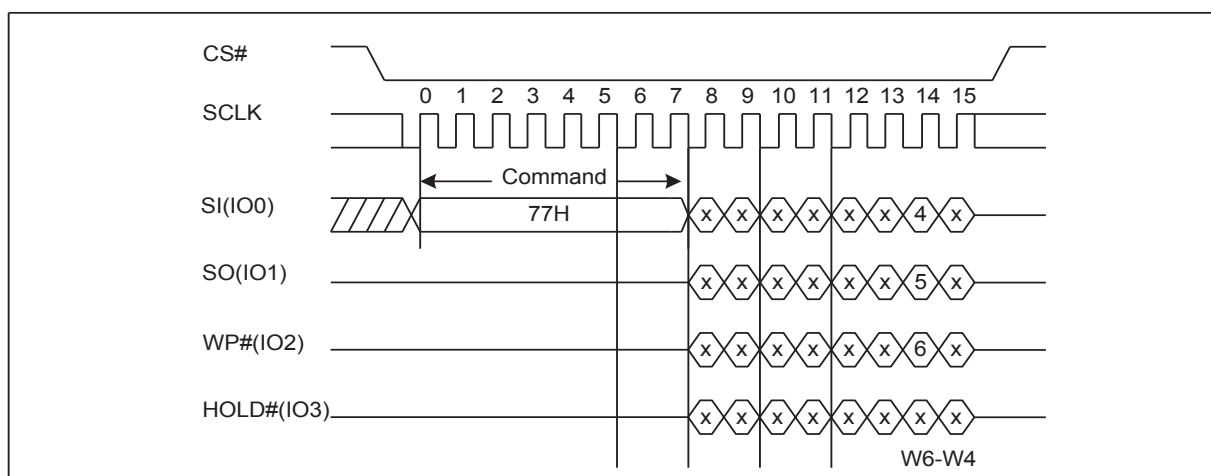 CS#
0 1 2 3 4 5 6 7 8 9 10 11 12 13 14 15
SCLK
Command
SI(IO0) 77H x x x x x x 4 x
SO(IO1) x x x x x x 5 x
WP#(IO2) x x x x x x 6 x
HOLD#(IO3) x x x x x x x x
W6-W4